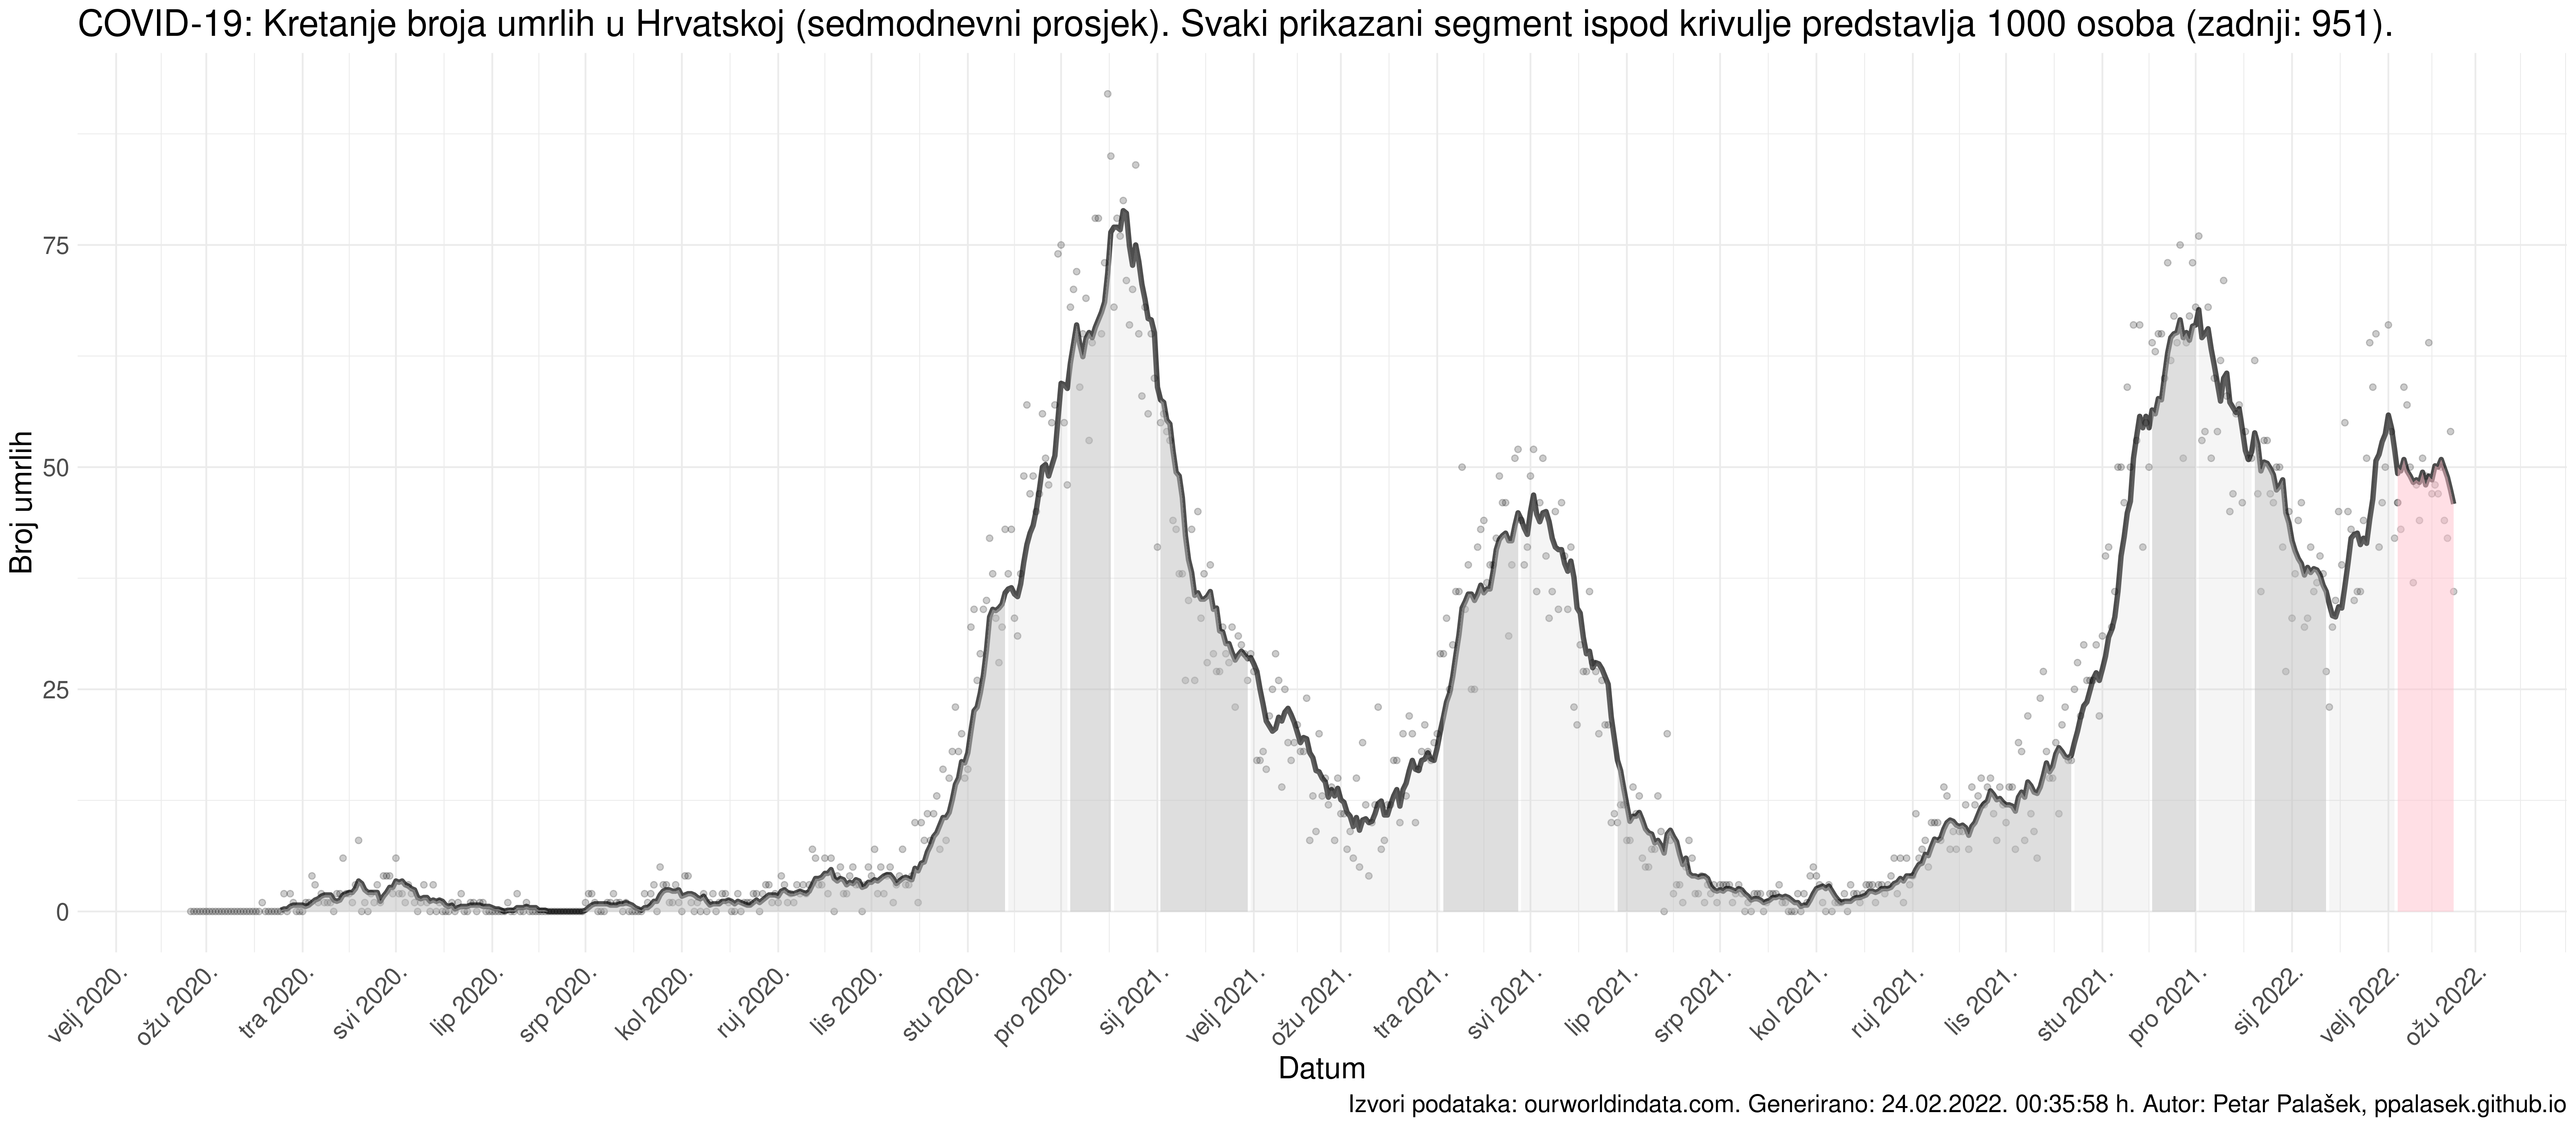 COVID-19: Kretanje broja umrlih u Hrvatskoj (sedmodnevni prosjek). Svaki prikazani segment ispod krivulje predstavlja 1000 osoba (zadnji: 951).
Broj umrlih
75
50
25
0
velj 2020.
ožu 2020.
tra 2020.
svi 2020.
lip 2020.
srp 2020.
kol 2020.
ruj 2020.
lis 2020.
stu 2020.
pro 2020.
sij 2021.
velj 2021.
ožu 2021.
tra 2021.
svi 2021.
lip 2021.
srp 2021.
kol 2021.
ruj 2021.
lis 2021.
stu 2021.
pro 2021.
sij 2022.
velj 2022.
ožu 2022.
Datum
Izvori podataka: ourworldindata.com. Generirano: 24.02.2022. 00:35:58 h. Autor: Petar Palašek, ppalasek.github.io